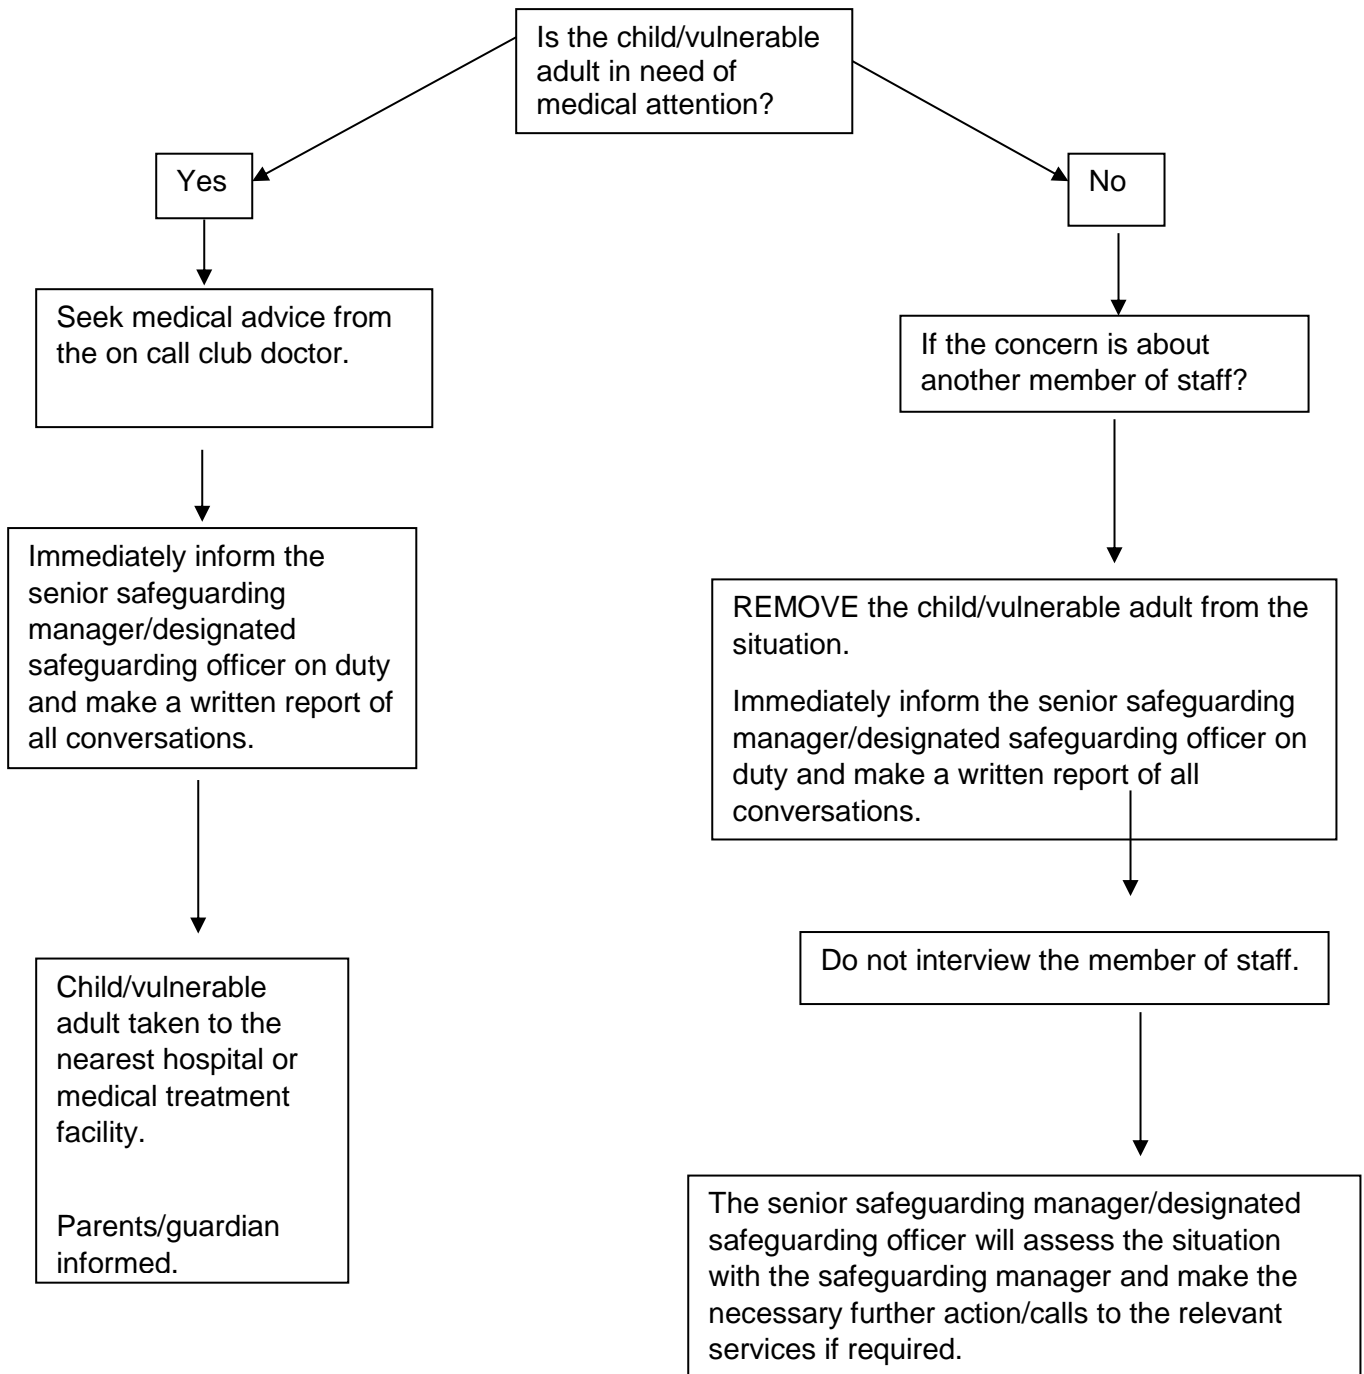 Is the child/vulnerable
adult in need of
medical attention?
Yes
No
Seek medical advice from
the on call club doctor.
If the concern is about
another member of staff?
Immediately inform the
senior safeguarding
manager/designated
safeguarding officer on duty
and make a written report of
all conversations.
REMOVE the child/vulnerable adult from the
situation.
Immediately inform the senior safeguarding
manager/designated safeguarding officer on
duty and make a written report of all
conversations.
Child/vulnerable
adult taken to the
nearest hospital or
medical treatment
facility.
Parents/guardian
informed.
Do not interview the member of staff.
The senior safeguarding manager/designated
safeguarding officer will assess the situation
with the safeguarding manager and make the
necessary further action/calls to the relevant
services if required.